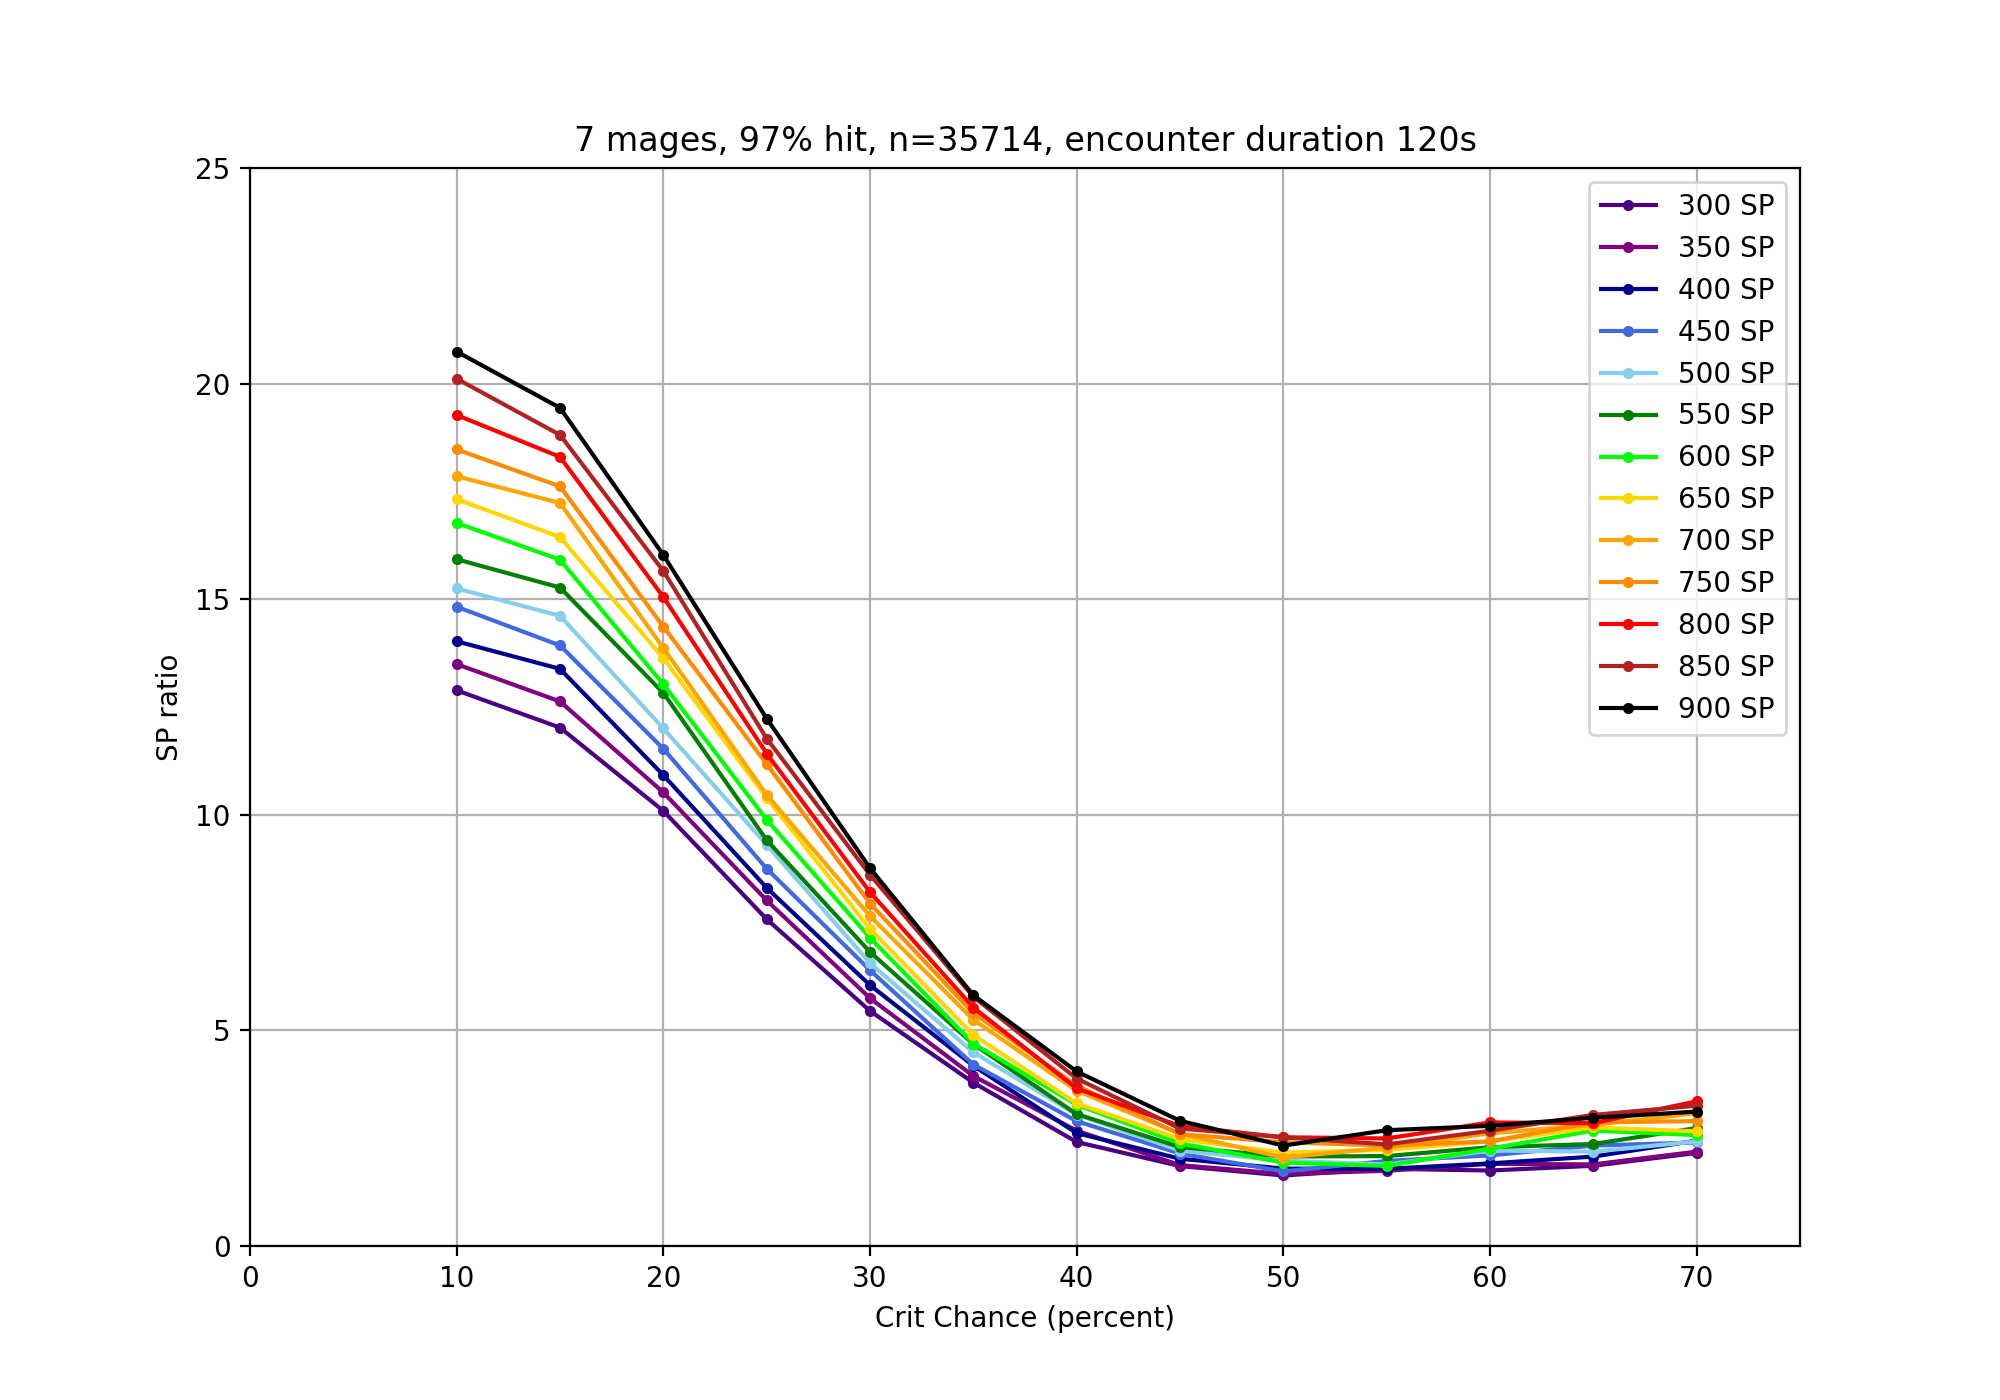 7 mages, 97% hit, n=35714, encounter duration 120s
25
20
15
10
5
0
SP ratio
0 10 20 30 40 50 60 70
Crit Chance (percent)
300 SP
350 SP
400 SP
450 SP
500 SP
550 SP
600 SP
650 SP
700 SP
750 SP
800 SP
850 SP
900 SP